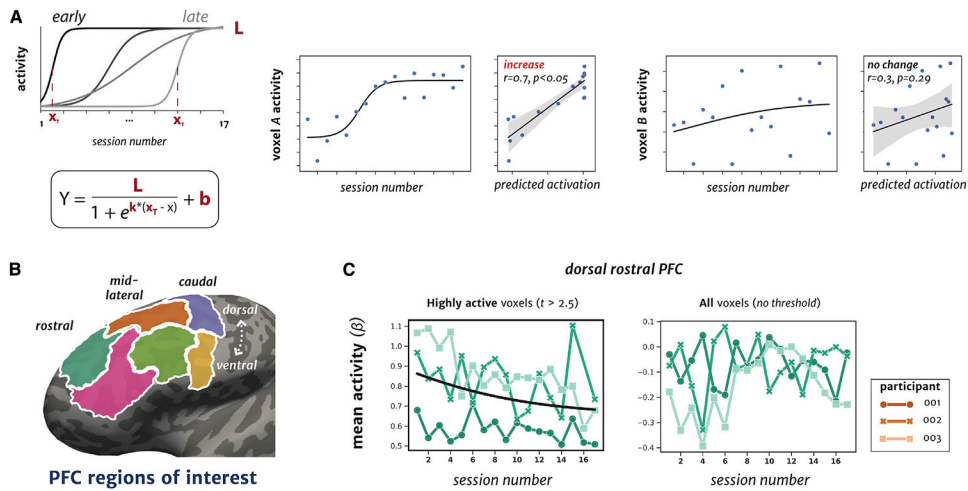 A
early
late
L
activity
1
x_T
...
x_T
17
session number
Y = L / (1 + e^k*(x_T - x)) + b
voxel A activity
session number
increase
r=0.7, p<0.05
predicted activation
voxel B activity
session number
no change
r=0.3, p=0.29
predicted activation
B
mid-
lateral
caudal
rostral
dorsal
ventral
PFC regions of interest
C
dorsal rostral PFC
Highly active voxels (t > 2.5)
mean activity (β)
1.1
1.0
0.9
0.8
0.7
0.6
0.5
2 4 6 8 10 12 14 16
session number
All voxels (no threshold)
0.1
0.0
−0.1
−0.2
−0.3
−0.4
2 4 6 8 10 12 14 16
session number
participant
001
002
003